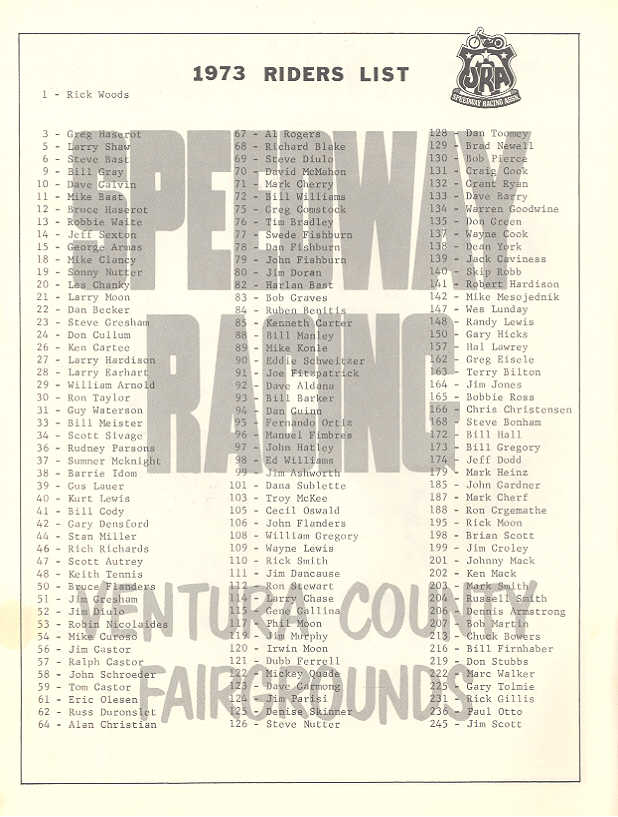 1973 RIDERS LIST
SRA
SPEEDWAY RACING ASSN.
1 - Rick Woods
SPEEDWAY
RACING
VENTURA COUNTY
FAIRGROUNDS
3 - Greg Haserot
5 - Larry Shaw
6 - Steve Bast
9 - Bill Gray
10 - Dave Galvin
11 - Mike Bast
12 - Bruce Haserot
13 - Robbie Waite
14 - Jeff Sexton
15 - George Armas
18 - Mike Clancy
19 - Sonny Nutter
20 - Les Chanky
21 - Larry Moon
22 - Dan Becker
23 - Steve Gresham
24 - Don Cullum
26 - Ken Cartee
27 - Larry Hardison
28 - Larry Earhart
29 - William Arnold
30 - Ron Taylor
31 - Guy Waterson
33 - Bill Meister
34 - Scott Sivage
36 - Rudney Parsons
37 - Sumner Mcknight
38 - Barrie Idom
39 - Gus Lauer
40 - Kurt Lewis
41 - Bill Cody
42 - Gary Densford
44 - Stan Miller
46 - Rich Richards
47 - Scott Autrey
48 - Keith Tennis
50 - Bruce Flanders
51 - Jim Gresham
52 - Jim Diulo
53 - Robin Nicolaides
54 - Mike Curoso
56 - Jim Castor
57 - Ralph Castor
58 - John Schroeder
59 - Tom Castor
61 - Eric Olesen
62 - Russ Duronslet
64 - Alan Christian
67 - Al Rogers
68 - Richard Blake
69 - Steve Diulo
70 - David McMahon
71 - Mark Cherry
72 - Bill Williams
75 - Greg Comstock
76 - Tim Bradley
77 - Swede Fishburn
78 - Dan Fishburn
79 - John Fishburn
80 - Jim Doran
82 - Harlan Bast
83 - Bob Graves
84 - Ruben Benitis
85 - Kenneth Carter
88 - Bill Manley
89 - Mike Konle
90 - Eddie Schweitzer
91 - Joe Fitzpatrick
92 - Dave Aldana
93 - Bill Barker
94 - Dan Guinn
95 - Fernando Ortiz
96 - Manuel Fimbres
97 - John Hatley
98 - Ed Williams
99 - Jim Ashworth
101 - Dana Sublette
103 - Troy McKee
105 - Cecil Oswald
106 - John Flanders
108 - William Gregory
109 - Wayne Lewis
110 - Rick Smith
111 - Jim Dancause
112 - Ron Stewart
114 - Larry Chase
115 - Gene Gallina
117 - Phil Moon
119 - Jim Murphy
120 - Irwin Moon
121 - Dubb Ferrell
122 - Mickey Quade
123 - Dave Garmong
124 - Jim Parisi
125 - Denise Skinner
126 - Steve Nutter
128 - Dan Toomey
129 - Brad Newell
130 - Bob Pierce
131 - Craig Cook
132 - Grant Ryan
133 - Dave Barry
134 - Warren Goodwine
135 - Don Green
137 - Wayne Cook
138 - Dean York
139 - Jack Caviness
140 - Skip Robb
141 - Robert Hardison
142 - Mike Mesojednik
147 - Wes Lunday
148 - Randy Lewis
150 - Gary Hicks
157 - Hal Lowrey
162 - Greg Eisele
163 - Terry Bilton
164 - Jim Jones
165 - Bobbie Ross
166 - Chris Christensen
168 - Steve Bonham
172 - Bill Hall
173 - Bill Gregory
174 - Jeff Dodd
179 - Mark Heinz
185 - John Gardner
187 - Mark Cherf
188 - Ron Crgemathe
195 - Rick Moon
198 - Brian Scott
199 - Jim Croley
201 - Johnny Mack
202 - Ken Mack
203 - Mark Smith
204 - Russell Smith
206 - Dennis Armstrong
207 - Bob Martin
213 - Chuck Bowers
216 - Bill Firnhaber
219 - Don Stubbs
222 - Marc Walker
225 - Gary Tolmie
231 - Rick Gillis
236 - Paul Otto
245 - Jim Scott